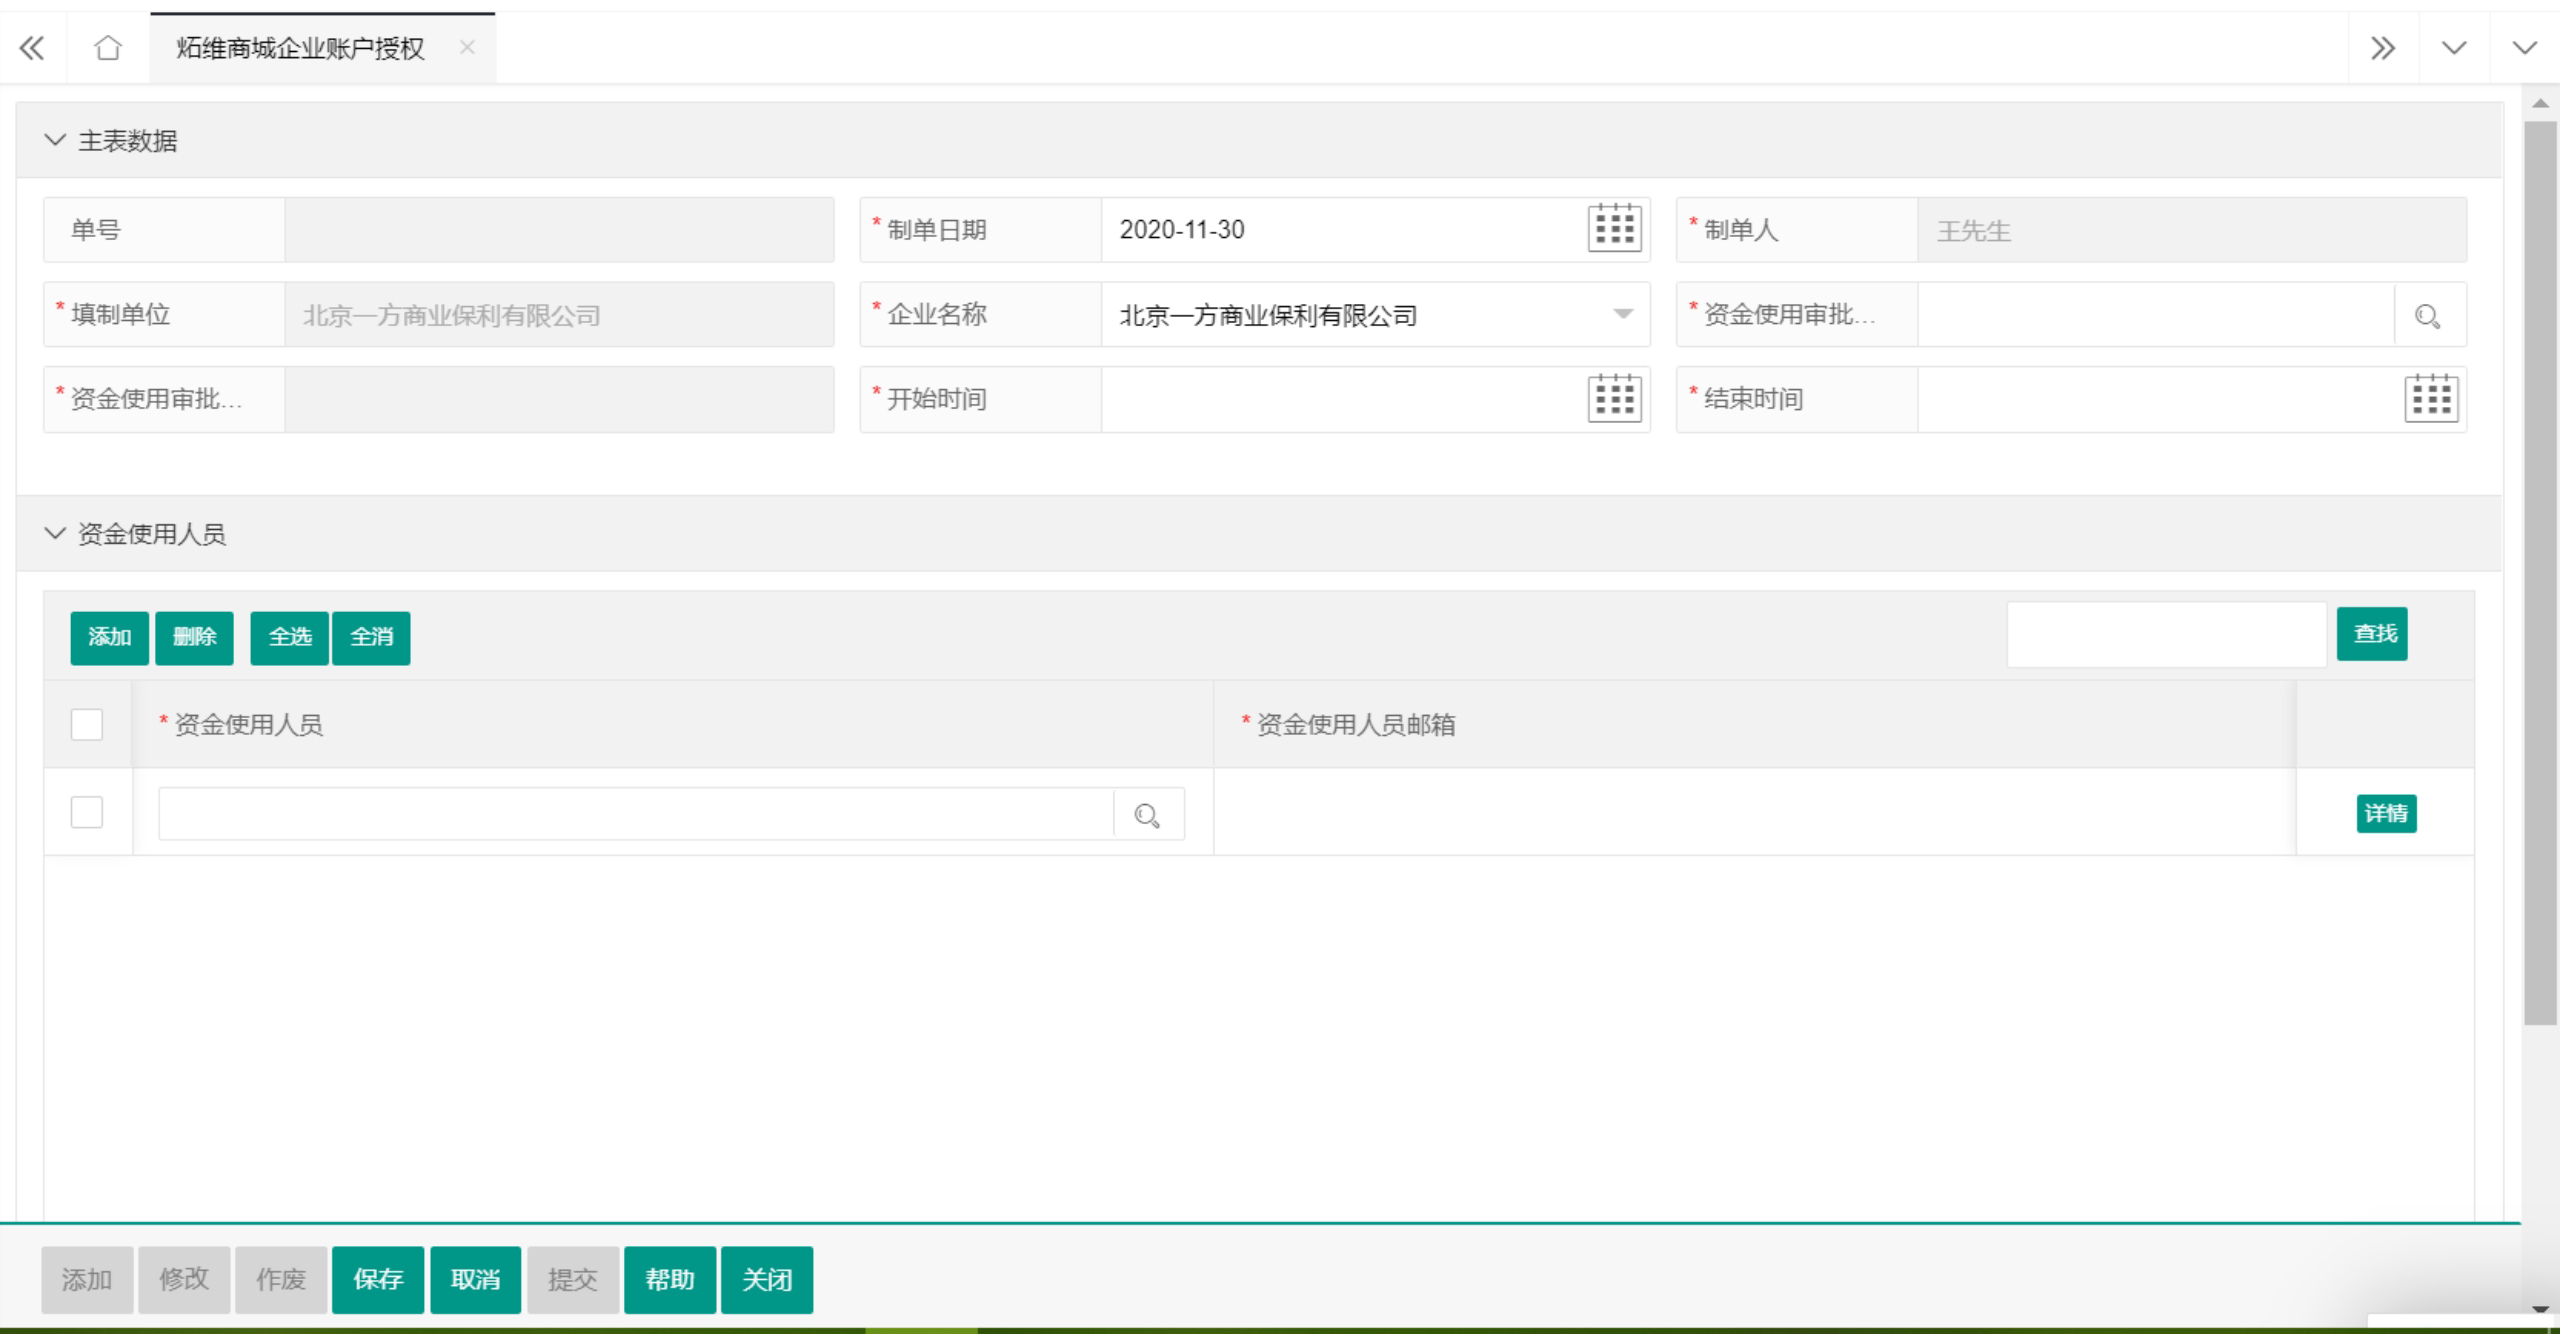 炻维商城企业账户授权
主表数据
单号
* 制单日期 2020-11-30
* 制单人 王先生
* 填制单位 北京一方商业保利有限公司
* 企业名称 北京一方商业保利有限公司
* 资金使用审批...
* 资金使用审批...
* 开始时间
* 结束时间
资金使用人员
添加 删除 全选 全消 查找
* 资金使用人员 * 资金使用人员邮箱
详情
添加 修改 作废 保存 取消 提交 帮助 关闭